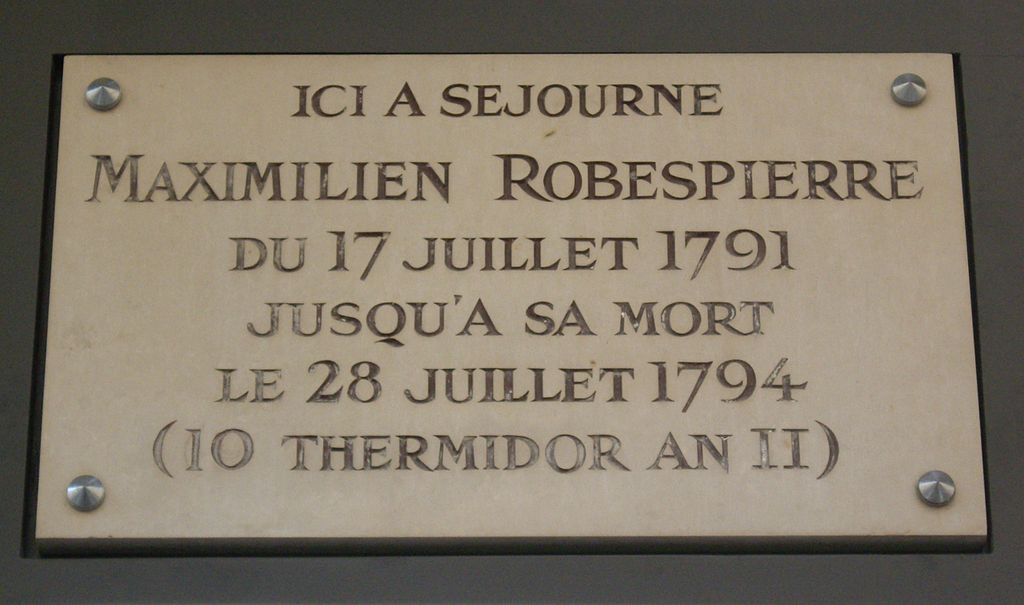 ICI A SEJOURNE
MAXIMILIEN ROBESPIERRE
DU 17 JUILLET 1791
JUSQU'A SA MORT
LE 28 JUILLET 1794
(10 THERMIDOR AN II)